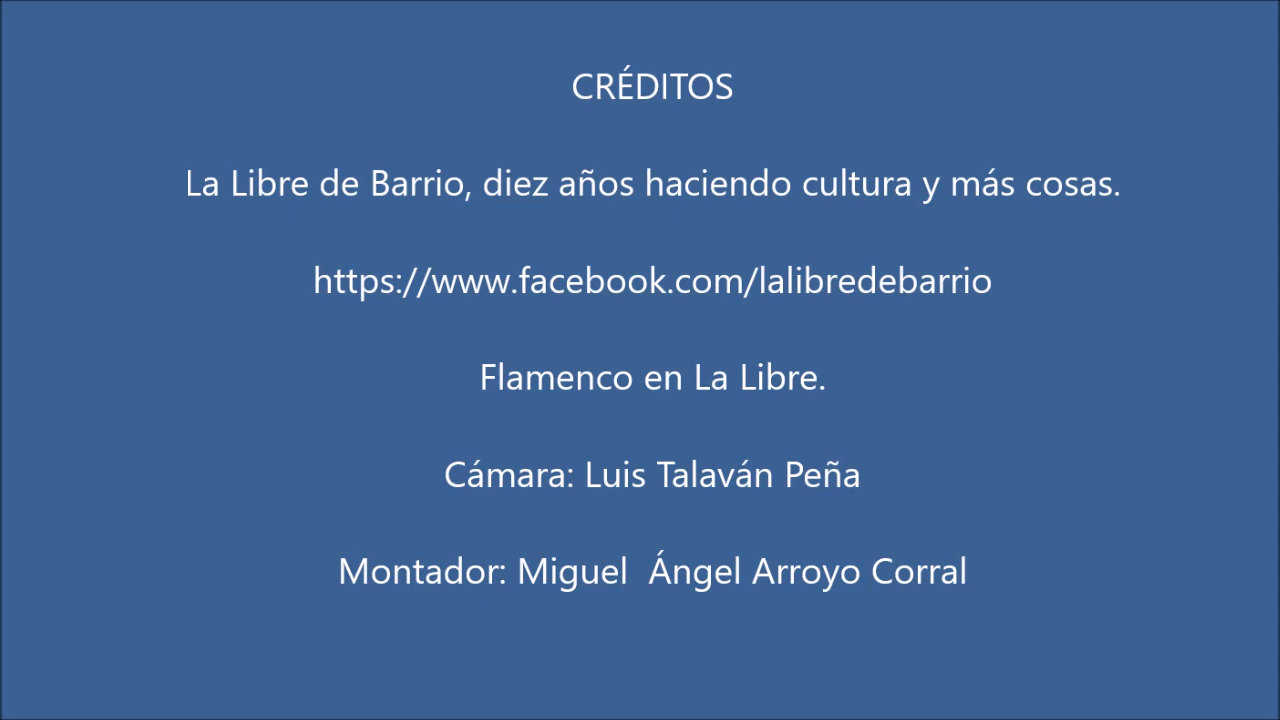 CRÉDITOS
La Libre de Barrio, diez años haciendo cultura y más cosas.
https://www.facebook.com/lalibredebarrio
Flamenco en La Libre.
Cámara: Luis Talaván Peña
Montador: Miguel  Ángel Arroyo Corral